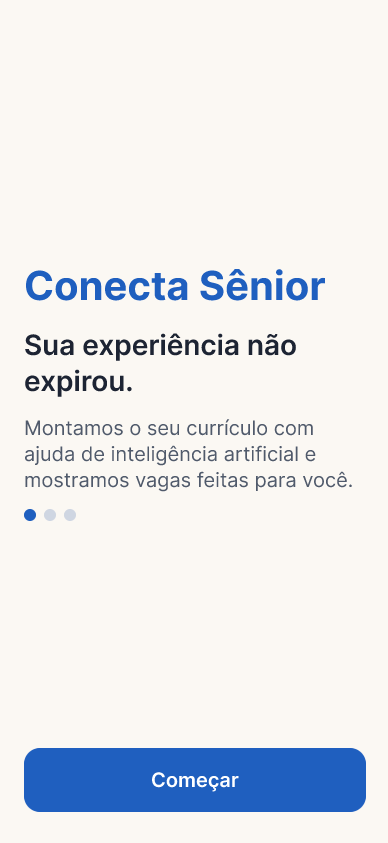 Conecta Sênior
Sua experiência não
expirou.
Montamos o seu currículo com
ajuda de inteligência artificial e
mostramos vagas feitas para você.
Começar